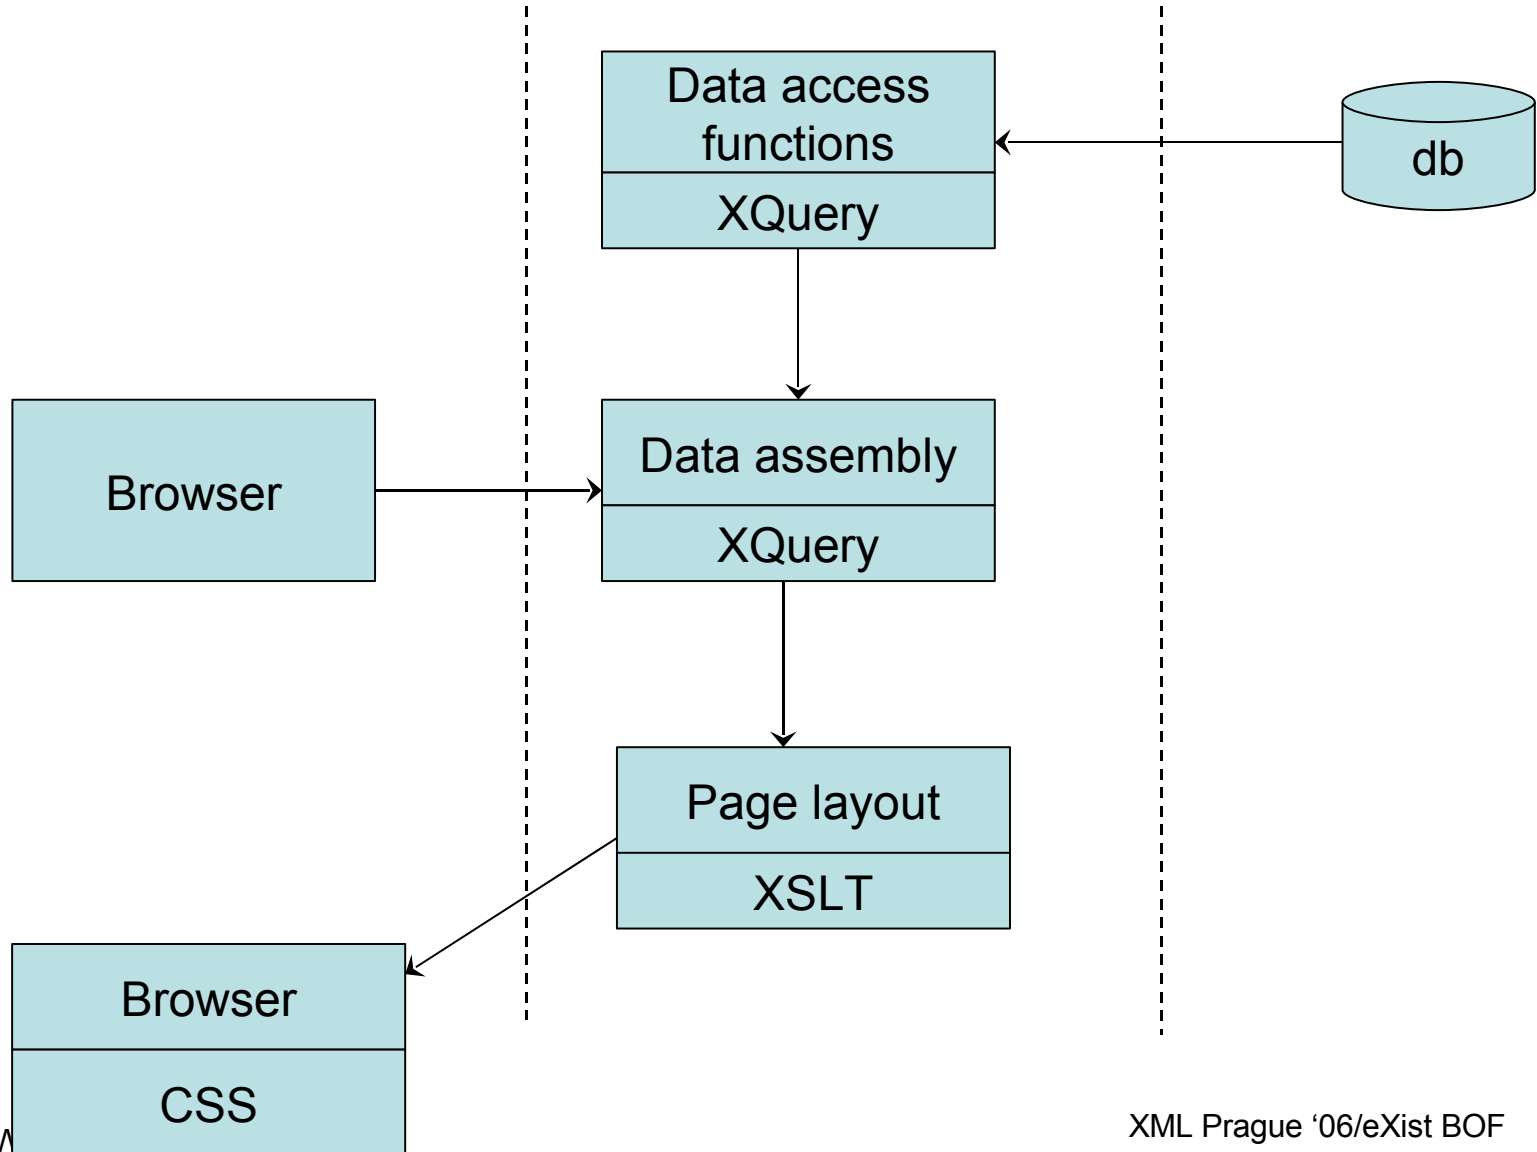 Data access
functions
XQuery
db
Browser
Data assembly
XQuery
Page layout
XSLT
Browser
CSS
XML Prague ‘06/eXist BOF